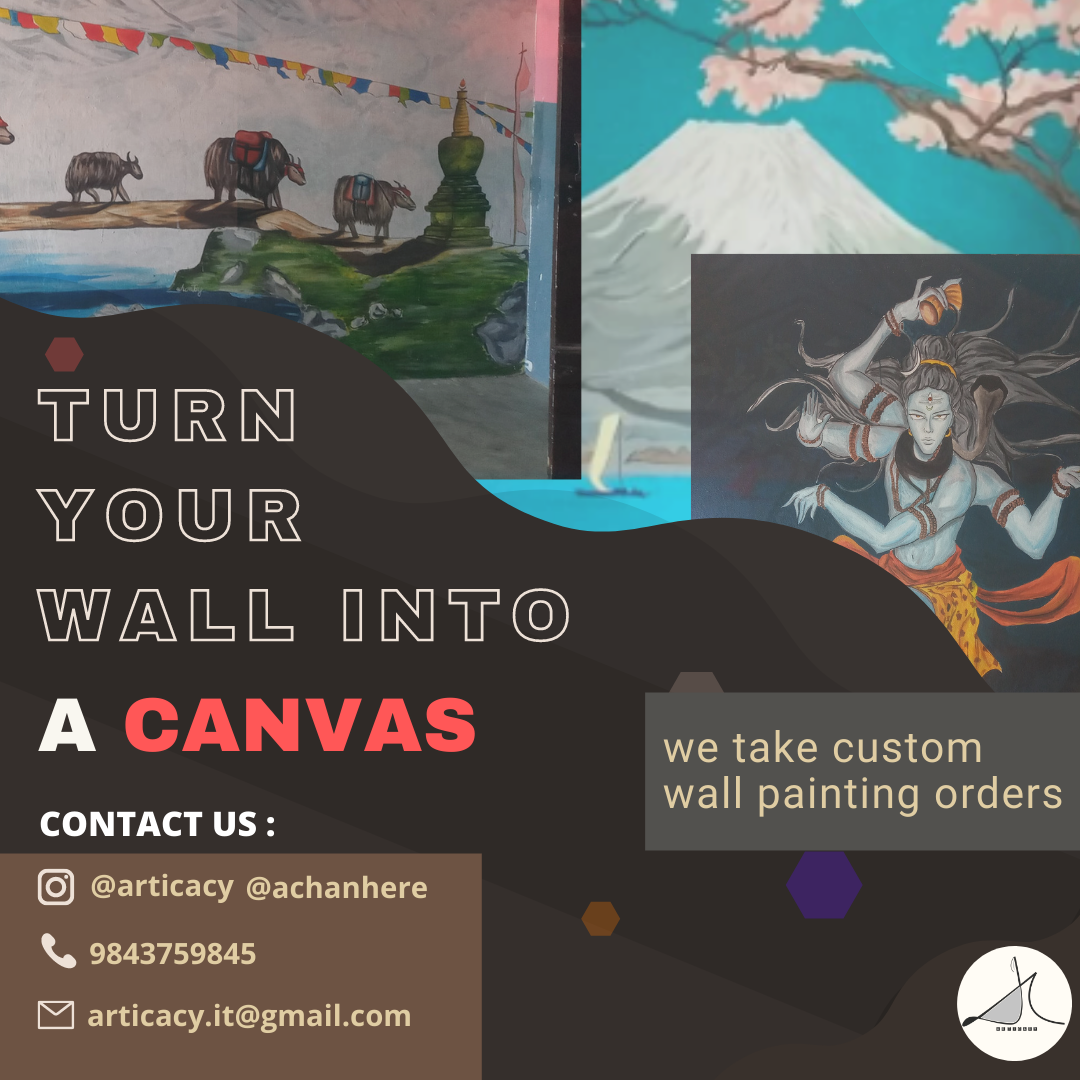 TURN
YOUR
WALL INTO
A CANVAS
we take custom
wall painting orders
CONTACT US :
@articacy @achanhere
9843759845
articacy.it@gmail.com